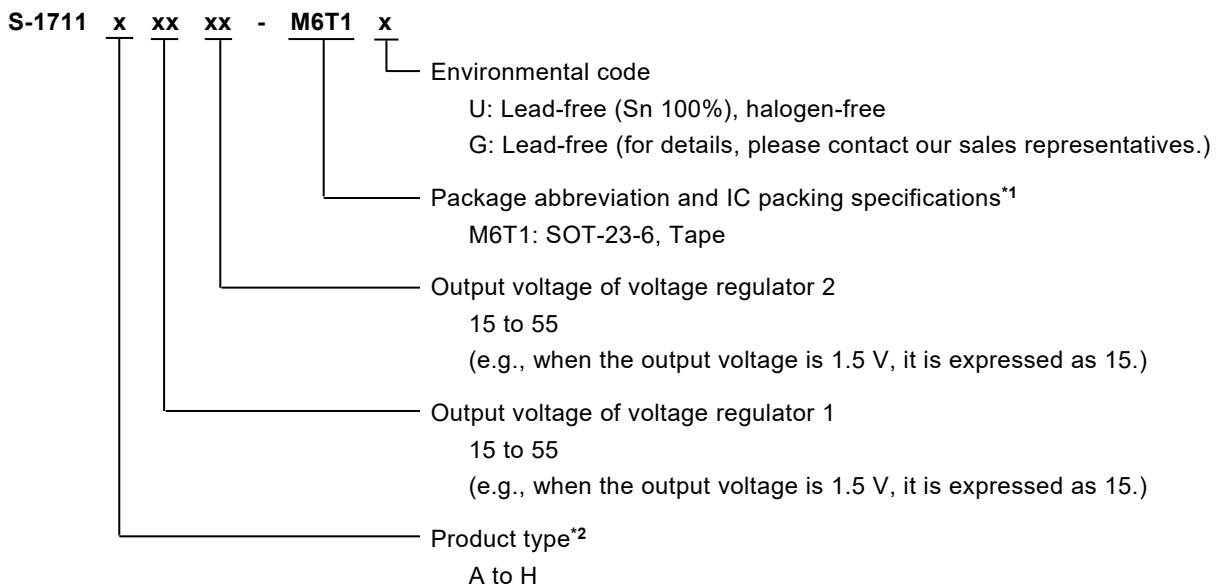 S-1711 x xx xx - M6T1 x
Environmental code
U: Lead-free (Sn 100%), halogen-free
G: Lead-free (for details, please contact our sales representatives.)
Package abbreviation and IC packing specifications*1
M6T1: SOT-23-6, Tape
Output voltage of voltage regulator 2
15 to 55
(e.g., when the output voltage is 1.5 V, it is expressed as 15.)
Output voltage of voltage regulator 1
15 to 55
(e.g., when the output voltage is 1.5 V, it is expressed as 15.)
Product type*2
A to H